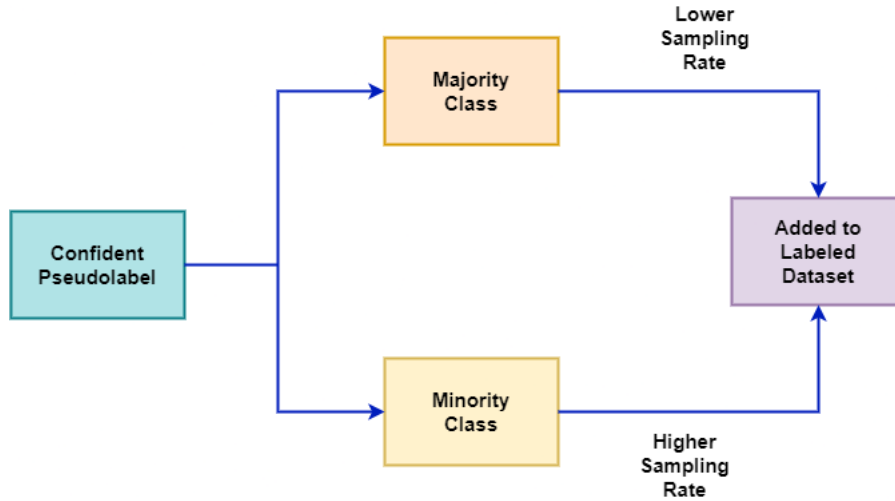 Lower
Sampling
Rate
Majority
Class
Confident
Pseudolabel
Added to
Labeled
Dataset
Minority
Class
Higher
Sampling
Rate